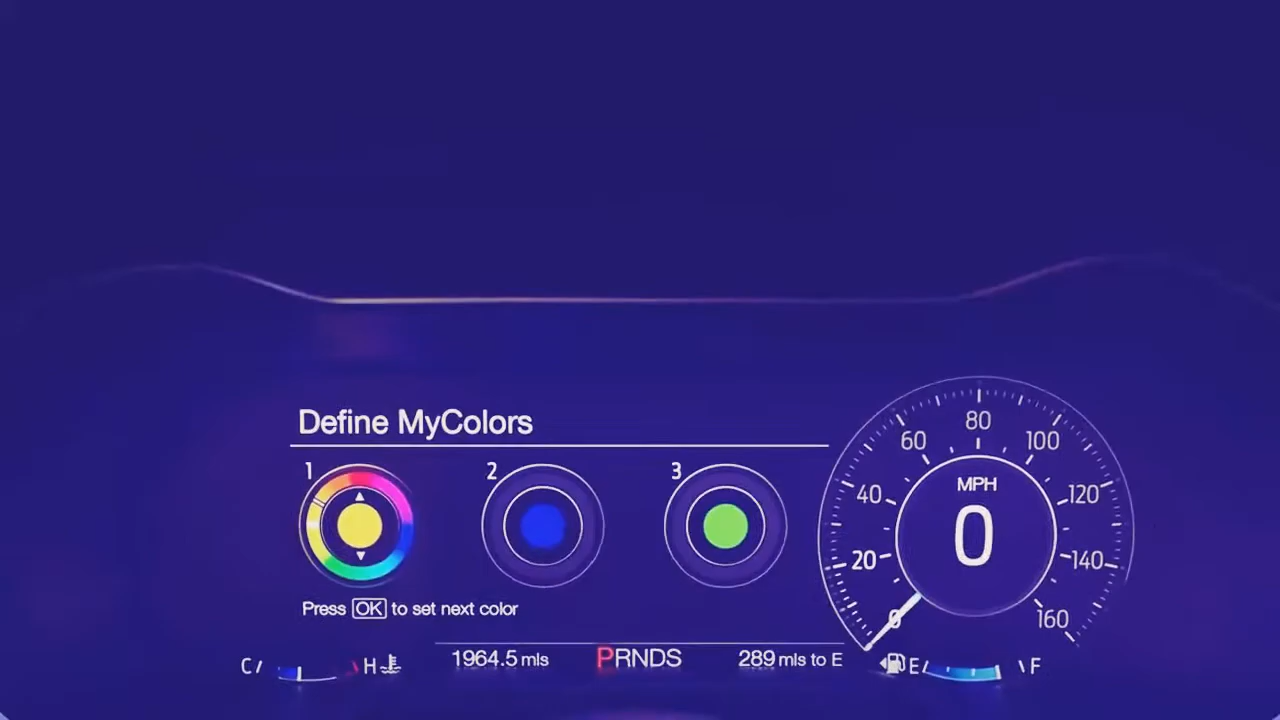 Define MyColors
1
2
3
Press OK to set next color
0
20
40
60
80
100
120
140
160
MPH
0
C
H
1964.5 mls
PRNDS
289 mls to E
E
F